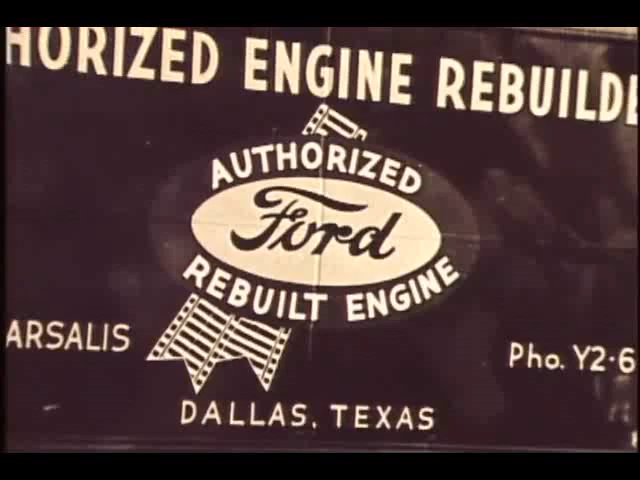 HORIZED ENGINE REBUILDE
AUTHORIZED
Ford
REBUILT ENGINE
ARSALIS
Pho. Y2·6
DALLAS, TEXAS